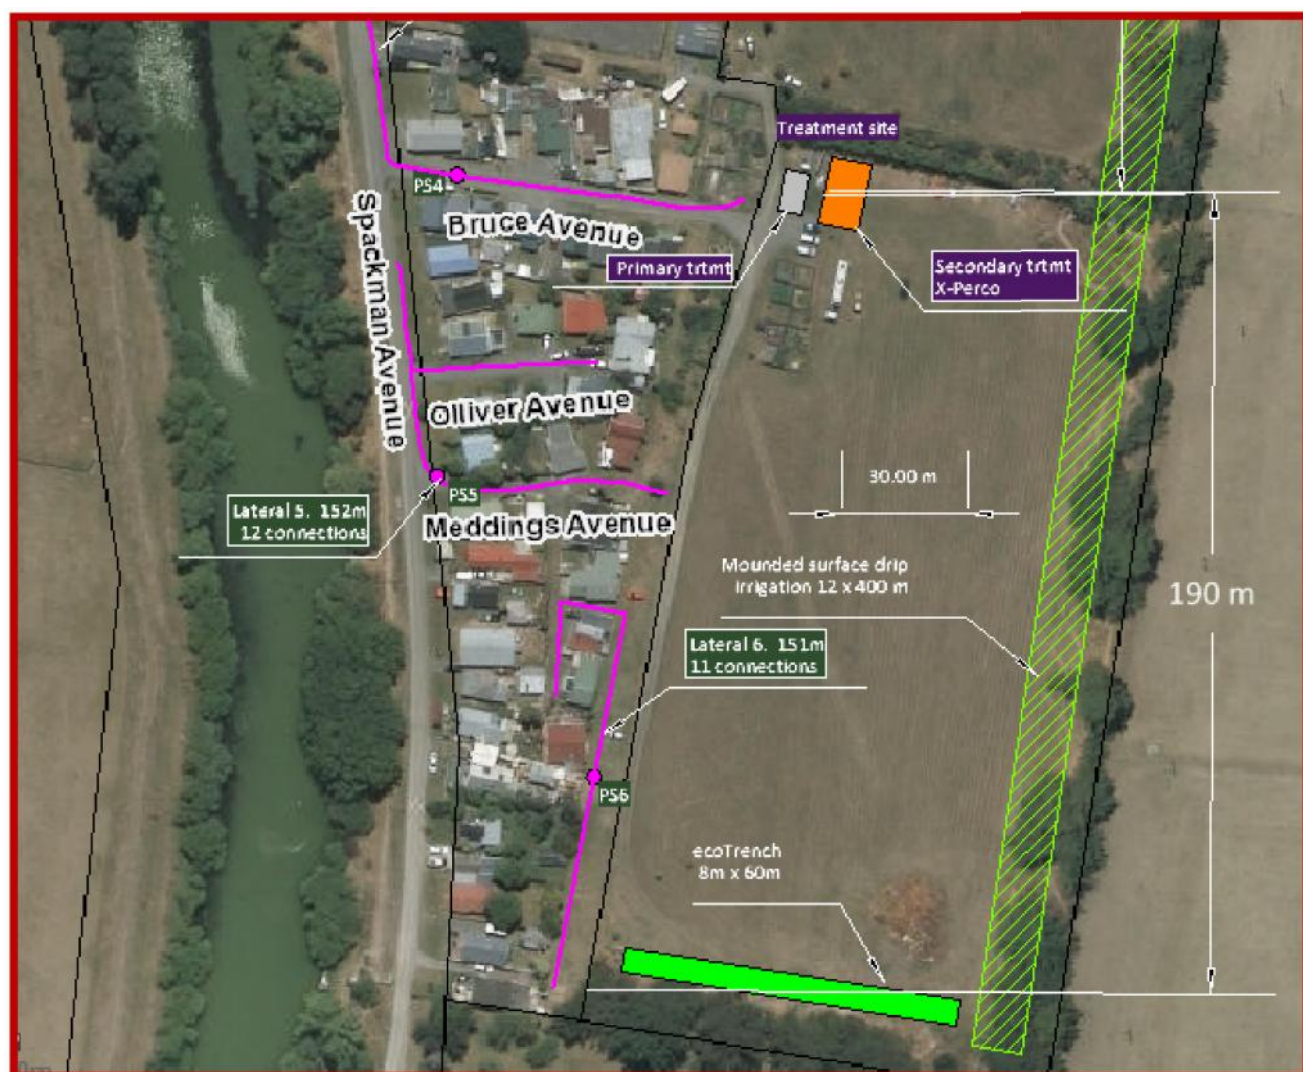 Treatment site
PS4
Bruce Avenue
Spackman Avenue
Primary trtmt
Secondary trtmt
X-Perco
Olliver Avenue
30.00 m
PS5
Lateral 5. 152m
12 connections
Meddings Avenue
Mounded surface drip
irrigation 12 x 400 m
190 m
Lateral 6. 151m
11 connections
PS6
ecoTrench
8m x 60m